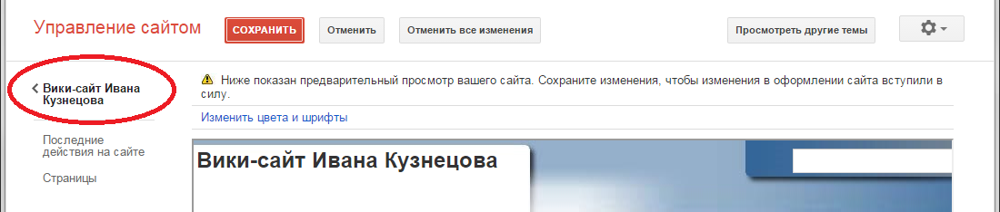 Управление сайтом
СОХРАНИТЬ
Отменить
Отменить все изменения
Просмотреть другие темы
Вики-сайт Ивана
Кузнецова
Последние
действия на сайте
Страницы
Ниже показан предварительный просмотр вашего сайта. Сохраните изменения, чтобы изменения в оформлении сайта вступили в
силу.
Изменить цвета и шрифты
Вики-сайт Ивана Кузнецова